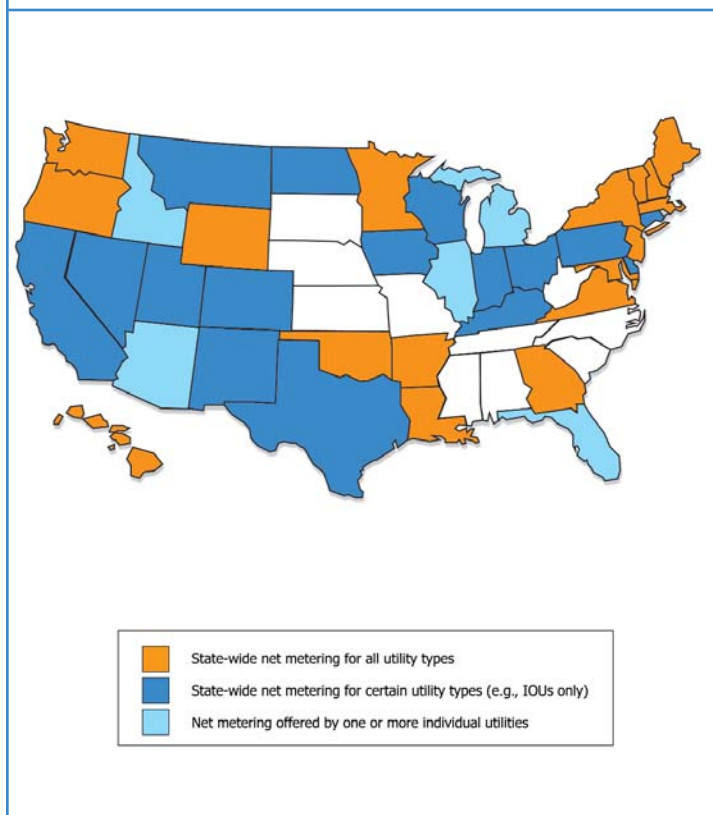 State-wide net metering for all utility types
State-wide net metering for certain utility types (e.g., IOUs only)
Net metering offered by one or more individual utilities